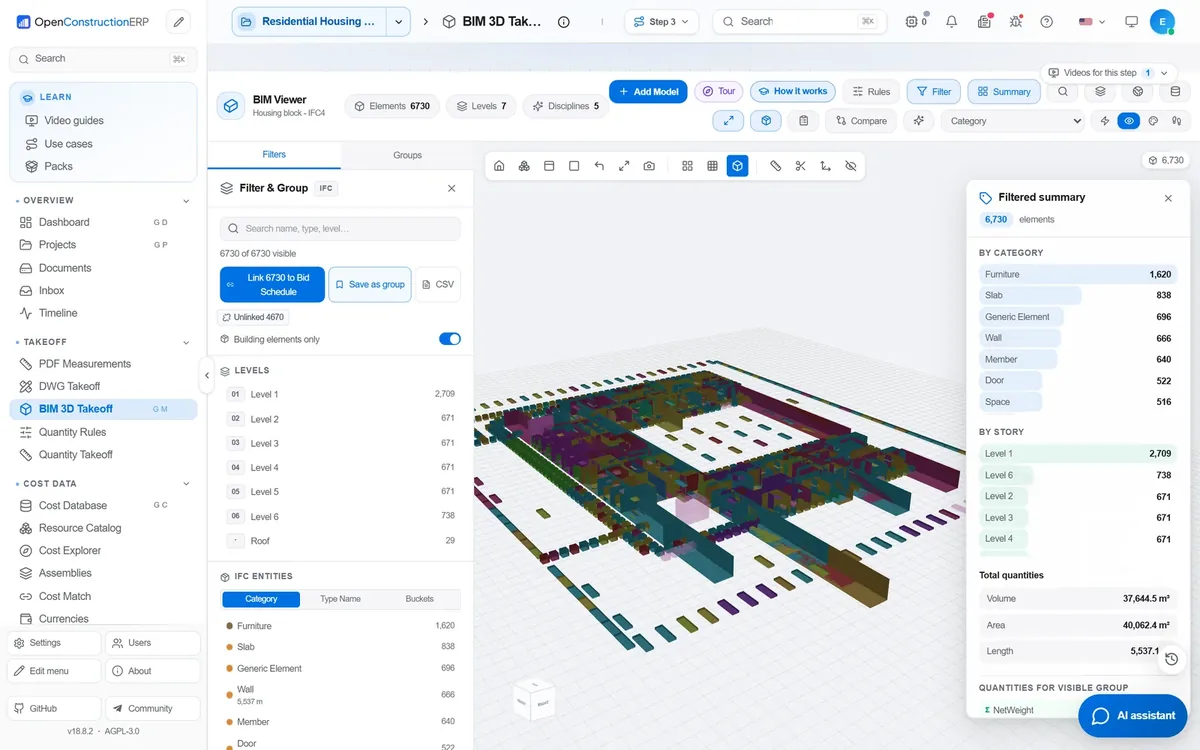 OpenConstructionERP
Residential Housing ...
BIM 3D Tak...
Step 3
Search
⌘K
0
E
Search
⌘K
LEARN
Video guides
Use cases
Packs
OVERVIEW
Dashboard G D
Projects G P
Documents
Inbox
Timeline
TAKEOFF
PDF Measurements
DWG Takeoff
BIM 3D Takeoff G M
Quantity Rules
Quantity Takeoff
COST DATA
Cost Database G C
Resource Catalog
Cost Explorer
Assemblies
Cost Match
Currencies
Settings
Users
Edit menu
About
GitHub
Community
v18.8.2 · AGPL-3.0
BIM Viewer
Housing block - IFC4
Elements 6730
Levels 7
Disciplines 5
+ Add Model
Tour
How it works
Rules
Filter
Summary
Videos for this step 1
Compare
Category
Filters
Groups
Filter & Group IFC
Search name, type, level...
6730 of 6730 visible
Link 6730 to Bid
Schedule
Save as group
CSV
Unlinked 4670
Building elements only
LEVELS
01 Level 1 2,709
02 Level 2 671
03 Level 3 671
04 Level 4 671
05 Level 5 671
06 Level 6 738
· Roof 29
IFC ENTITIES
Category
Type Name
Buckets
Furniture 1,620
Slab 838
Generic Element 696
Wall 666
5,537 m
Member 640
Door 522
6,730
Filtered summary
6,730 elements
BY CATEGORY
Furniture 1,620
Slab 838
Generic Element 696
Wall 666
Member 640
Door 522
Space 516
BY STORY
Level 1 2,709
Level 6 738
Level 2 671
Level 3 671
Level 4 671
Total quantities
Volume 37,644.5 m³
Area 40,062.4 m²
Length 5,537.1
QUANTITIES FOR VISIBLE GROUP
Σ NetWeight
AI assistant